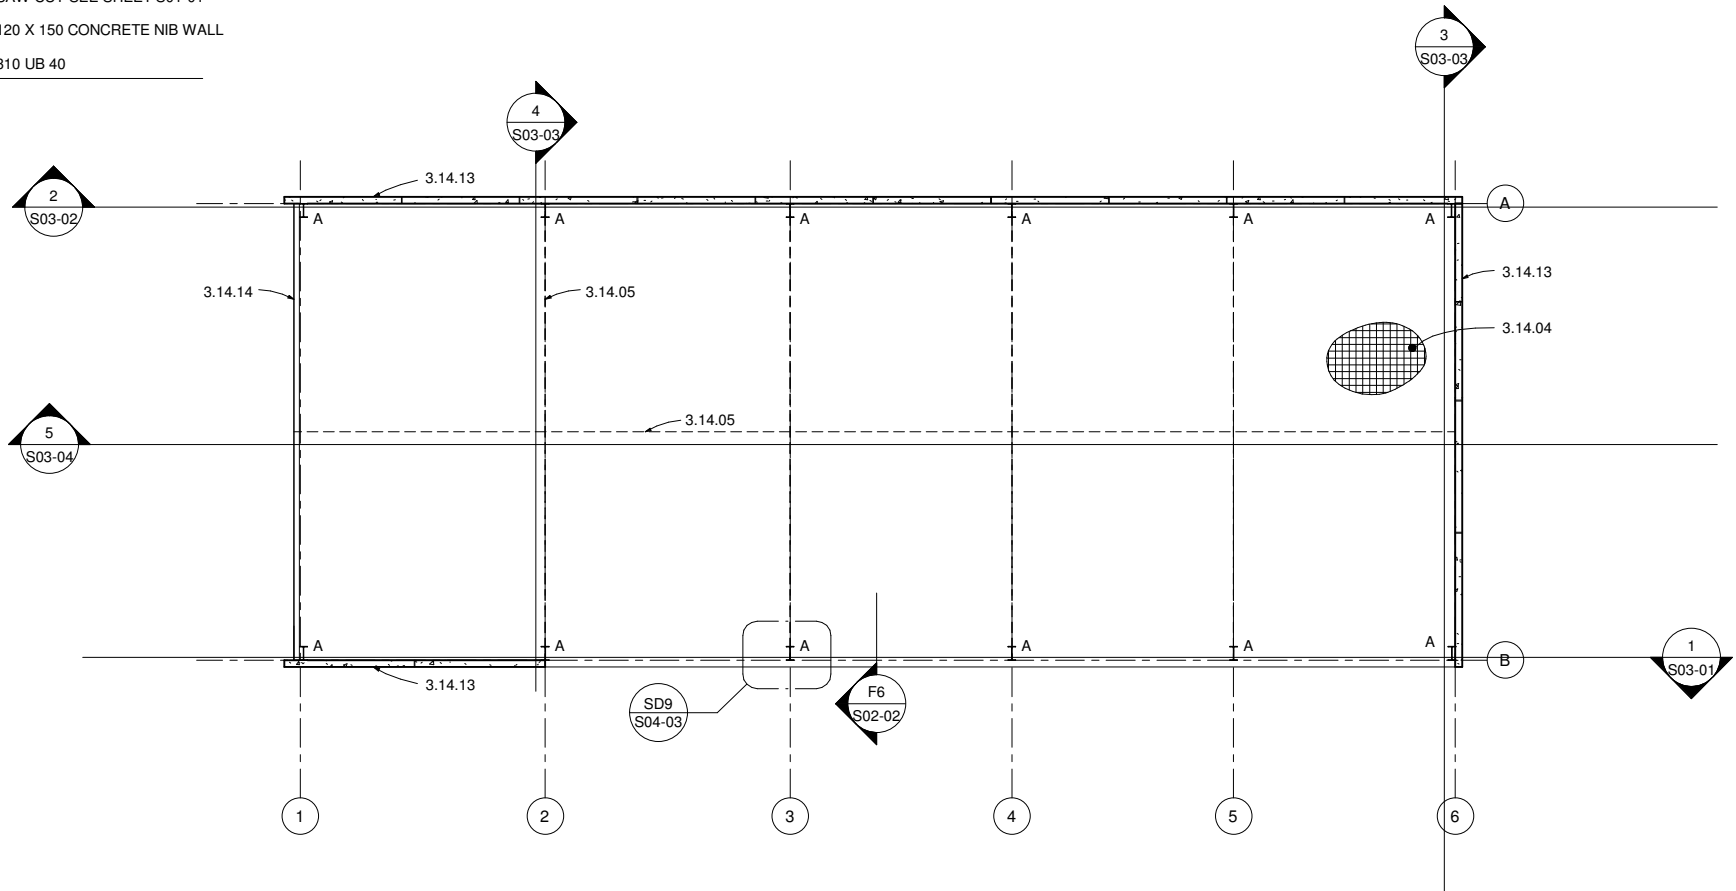 120 X 150 CONCRETE NIB WALL
310 UB 40
3
S03-03
4
S03-03
2
S03-02
3.14.13
A
A A A A A A
3.14.14
3.14.05
3.14.13
3.14.04
5
S03-04
3.14.05
A A A A A A
B
1
S03-01
3.14.13
SD9
S04-03
F6
S02-02
1 2 3 4 5 6